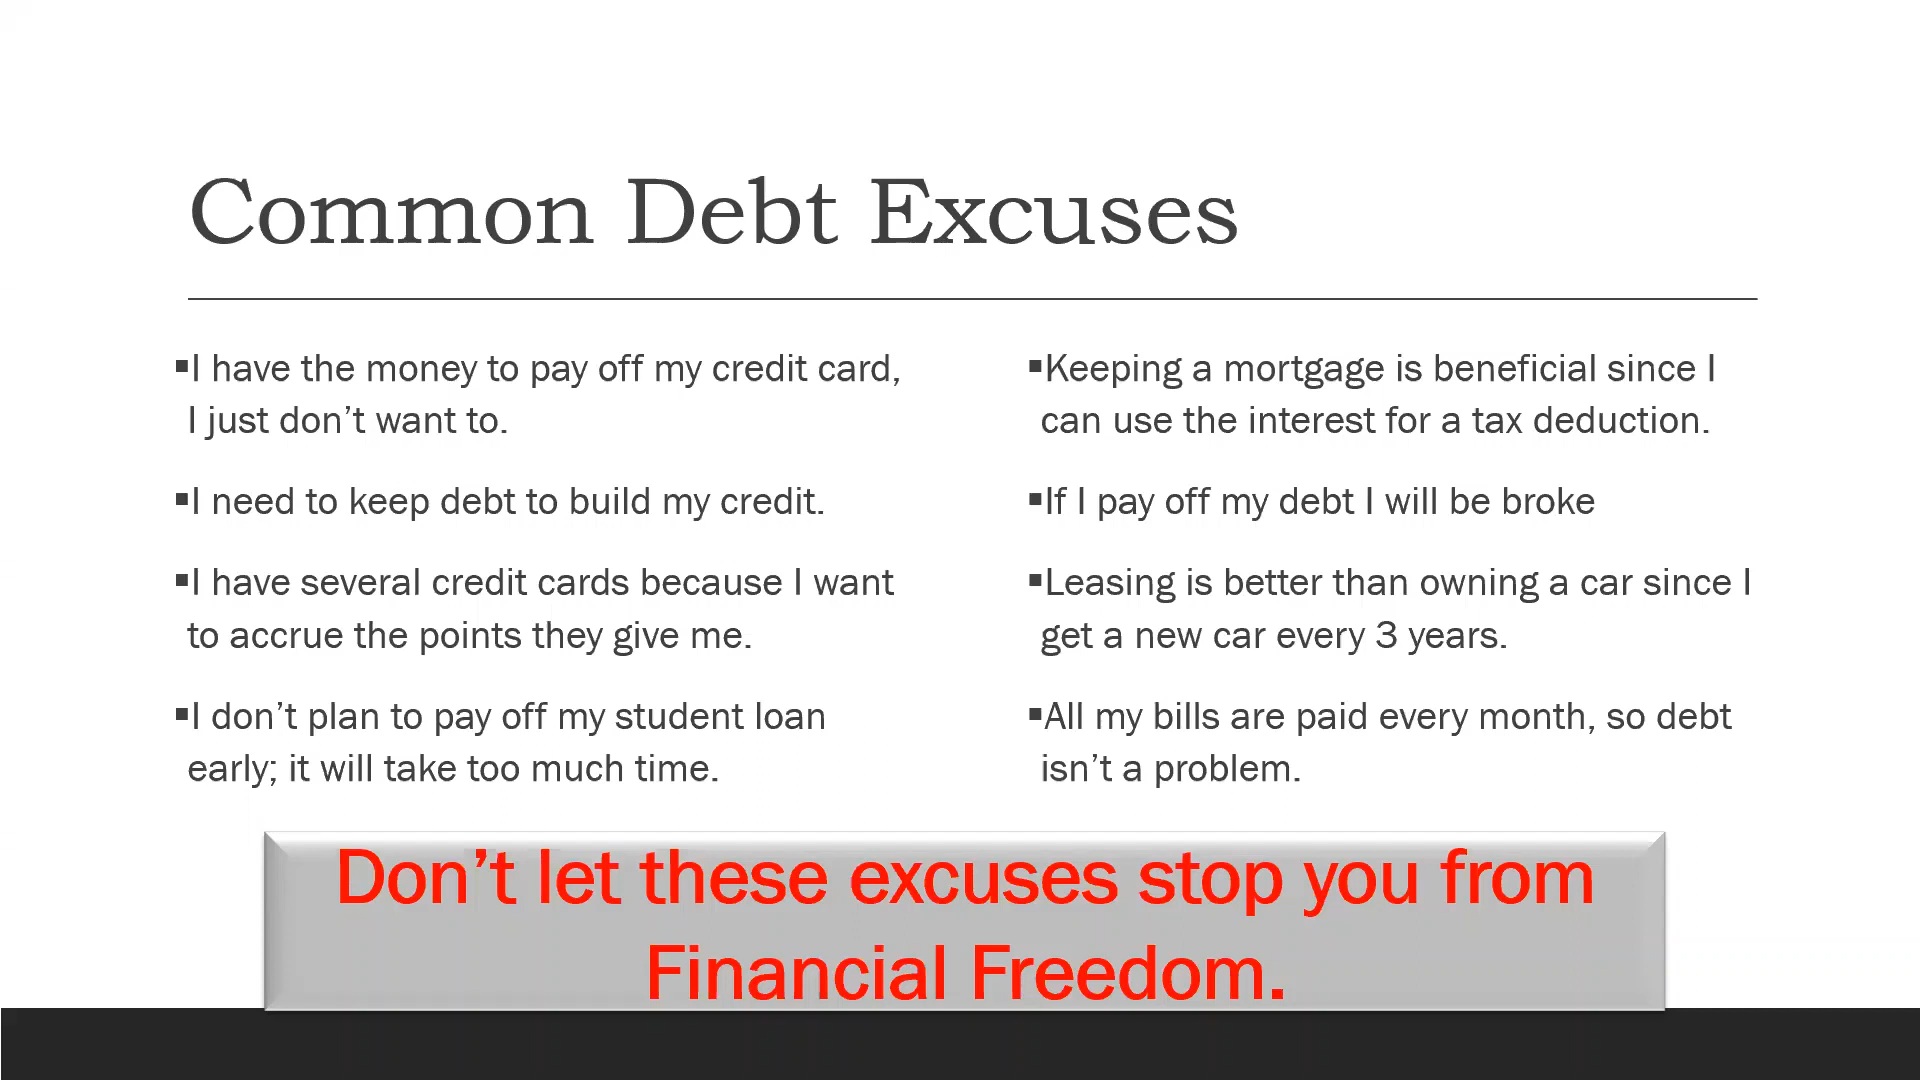 Common Debt Excuses
▪I have the money to pay off my credit card,
I just don’t want to.
▪I need to keep debt to build my credit.
▪I have several credit cards because I want
to accrue the points they give me.
▪I don’t plan to pay off my student loan
early; it will take too much time.
▪Keeping a mortgage is beneficial since I
can use the interest for a tax deduction.
▪If I pay off my debt I will be broke
▪Leasing is better than owning a car since I
get a new car every 3 years.
▪All my bills are paid every month, so debt
isn’t a problem.
Don’t let these excuses stop you from
Financial Freedom.